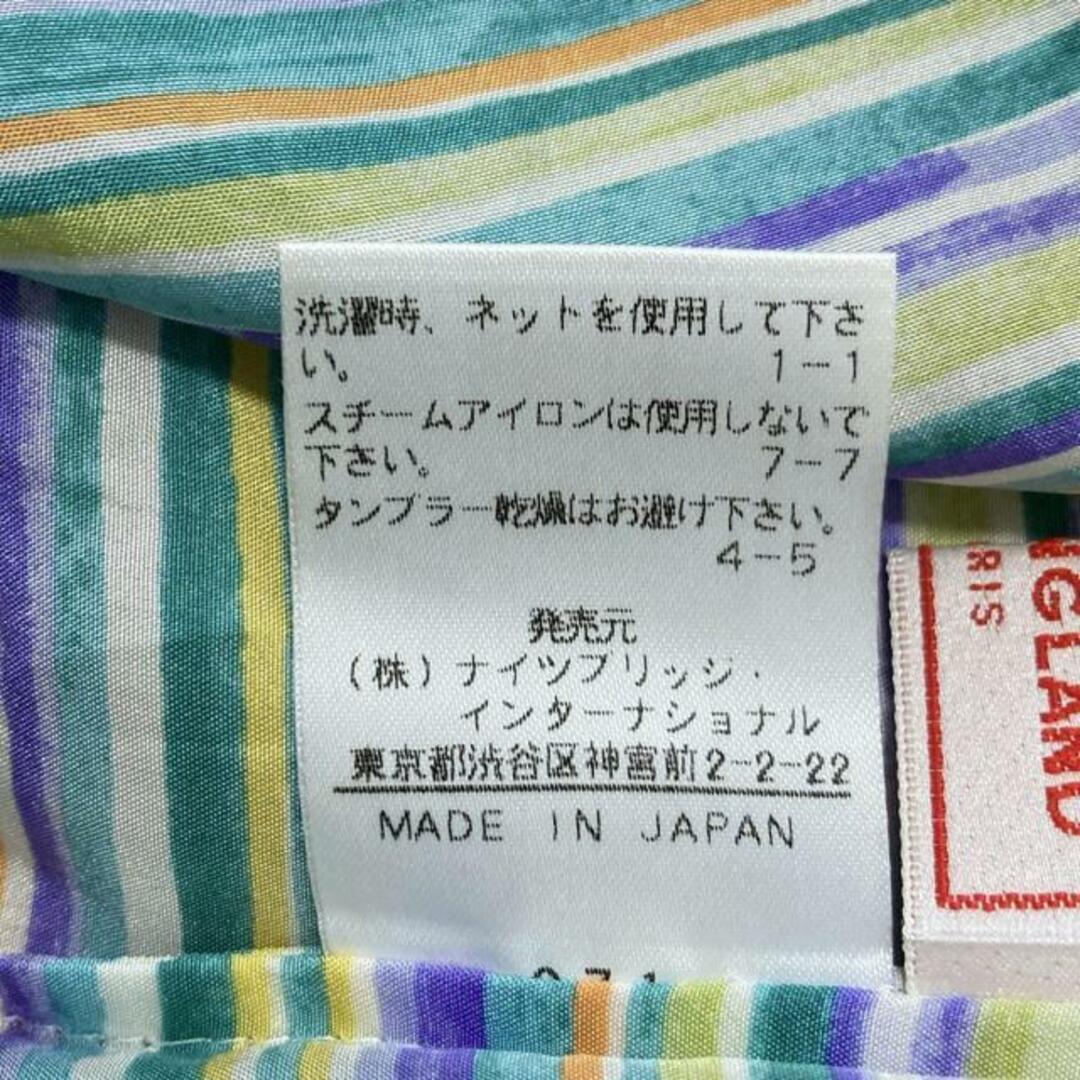 洗濯時、ネットを使用して下さ
い。 1-1
スチームアイロンは使用しないで
下さい。 7-7
タンブラー乾燥はお避け下さい。
4-5
発売元
(株)ナイツブリッジ・
インターナショナル
東京都渋谷区神宮前2-2-22
MADE IN JAPAN